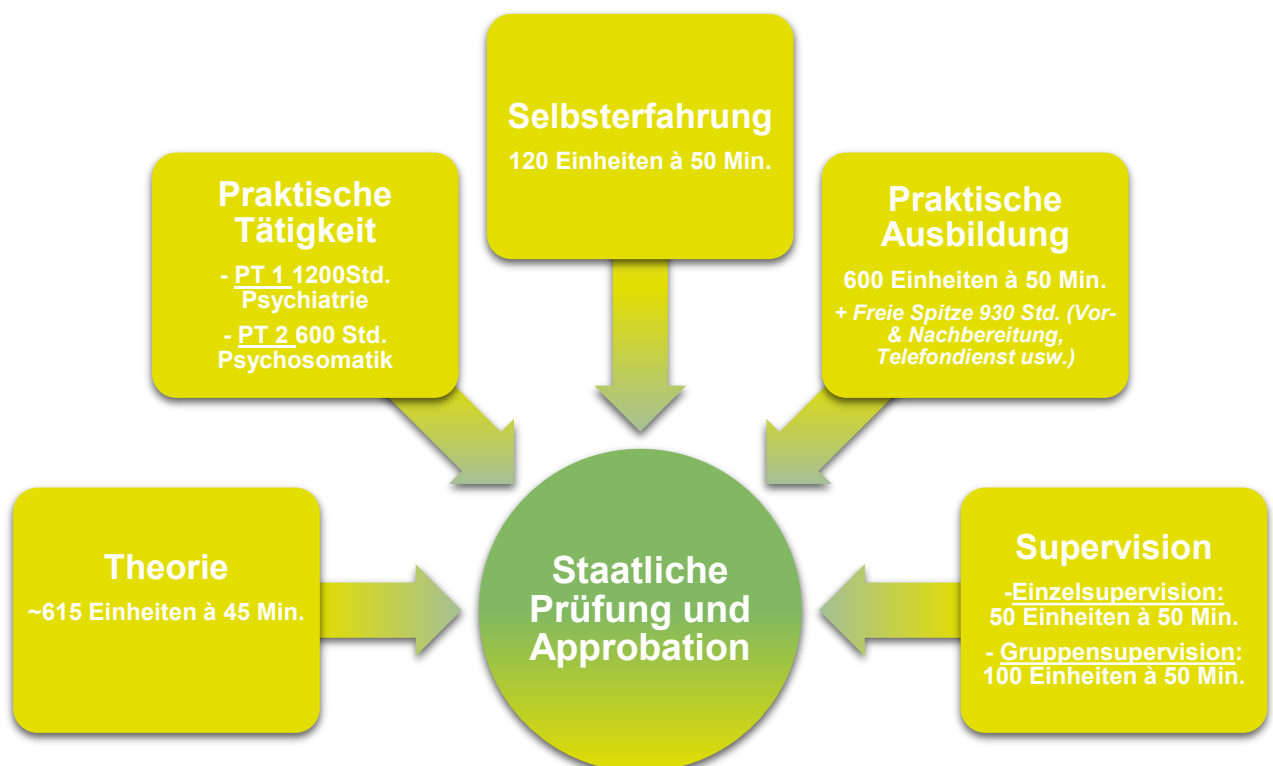 Theorie
~615 Einheiten à 45 Min.
Praktische
Tätigkeit
- PT 1 1200Std.
Psychiatrie
- PT 2 600 Std.
Psychosomatik
Selbsterfahrung
120 Einheiten à 50 Min.
Praktische
Ausbildung
600 Einheiten à 50 Min.
+ Freie Spitze 930 Std. (Vor-
& Nachbereitung,
Telefondienst usw.)
Supervision
-Einzelsupervision:
50 Einheiten à 50 Min.
- Gruppensupervision:
100 Einheiten à 50 Min.
Staatliche
Prüfung und
Approbation